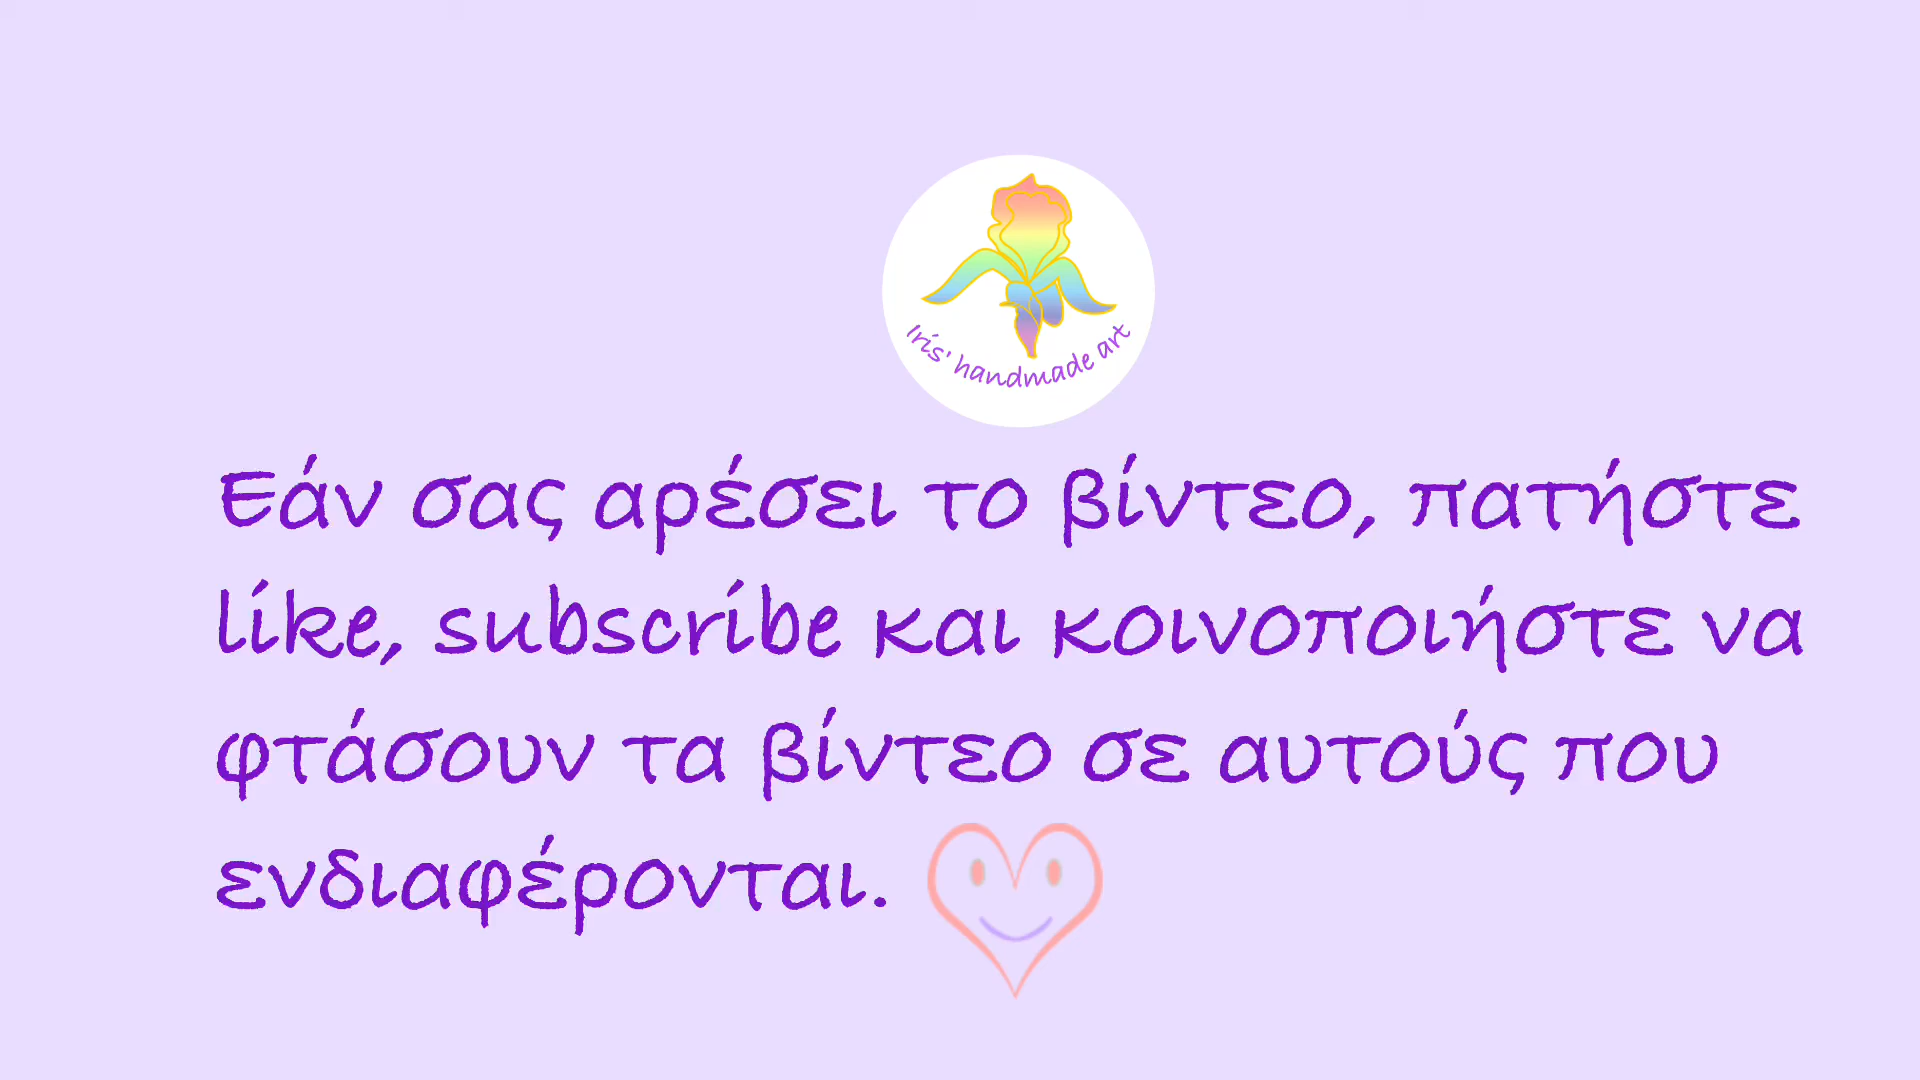 Iris' handmade art
Εάν σας αρέσει το βίντεο, πατήστε
like, subscribe και κοινοποιήστε να
φτάσουν τα βίντεο σε αυτούς που
ενδιαφέρονται.